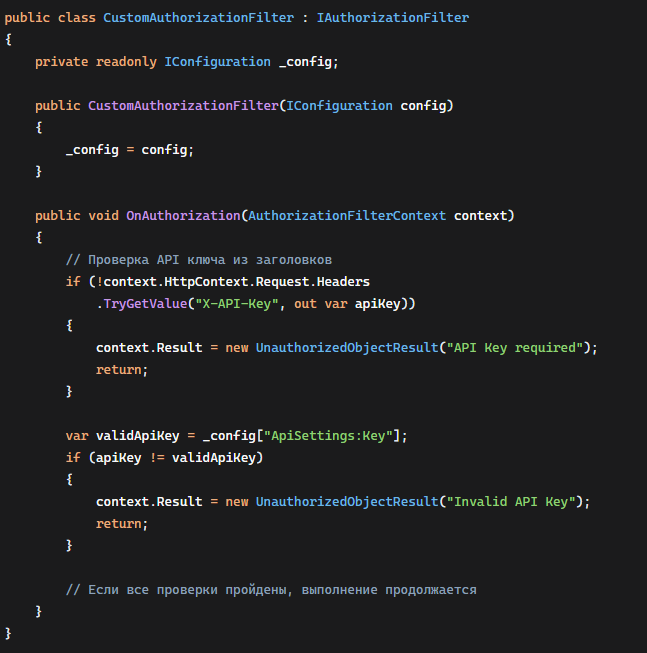 public class CustomAuthorizationFilter : IAuthorizationFilter
{
    private readonly IConfiguration _config;

    public CustomAuthorizationFilter(IConfiguration config)
    {
        _config = config;
    }

    public void OnAuthorization(AuthorizationFilterContext context)
    {
        // Проверка API ключа из заголовков
        if (!context.HttpContext.Request.Headers
            .TryGetValue("X-API-Key", out var apiKey))
        {
            context.Result = new UnauthorizedObjectResult("API Key required");
            return;
        }

        var validApiKey = _config["ApiSettings:Key"];
        if (apiKey != validApiKey)
        {
            context.Result = new UnauthorizedObjectResult("Invalid API Key");
            return;
        }

        // Если все проверки пройдены, выполнение продолжается
    }
}